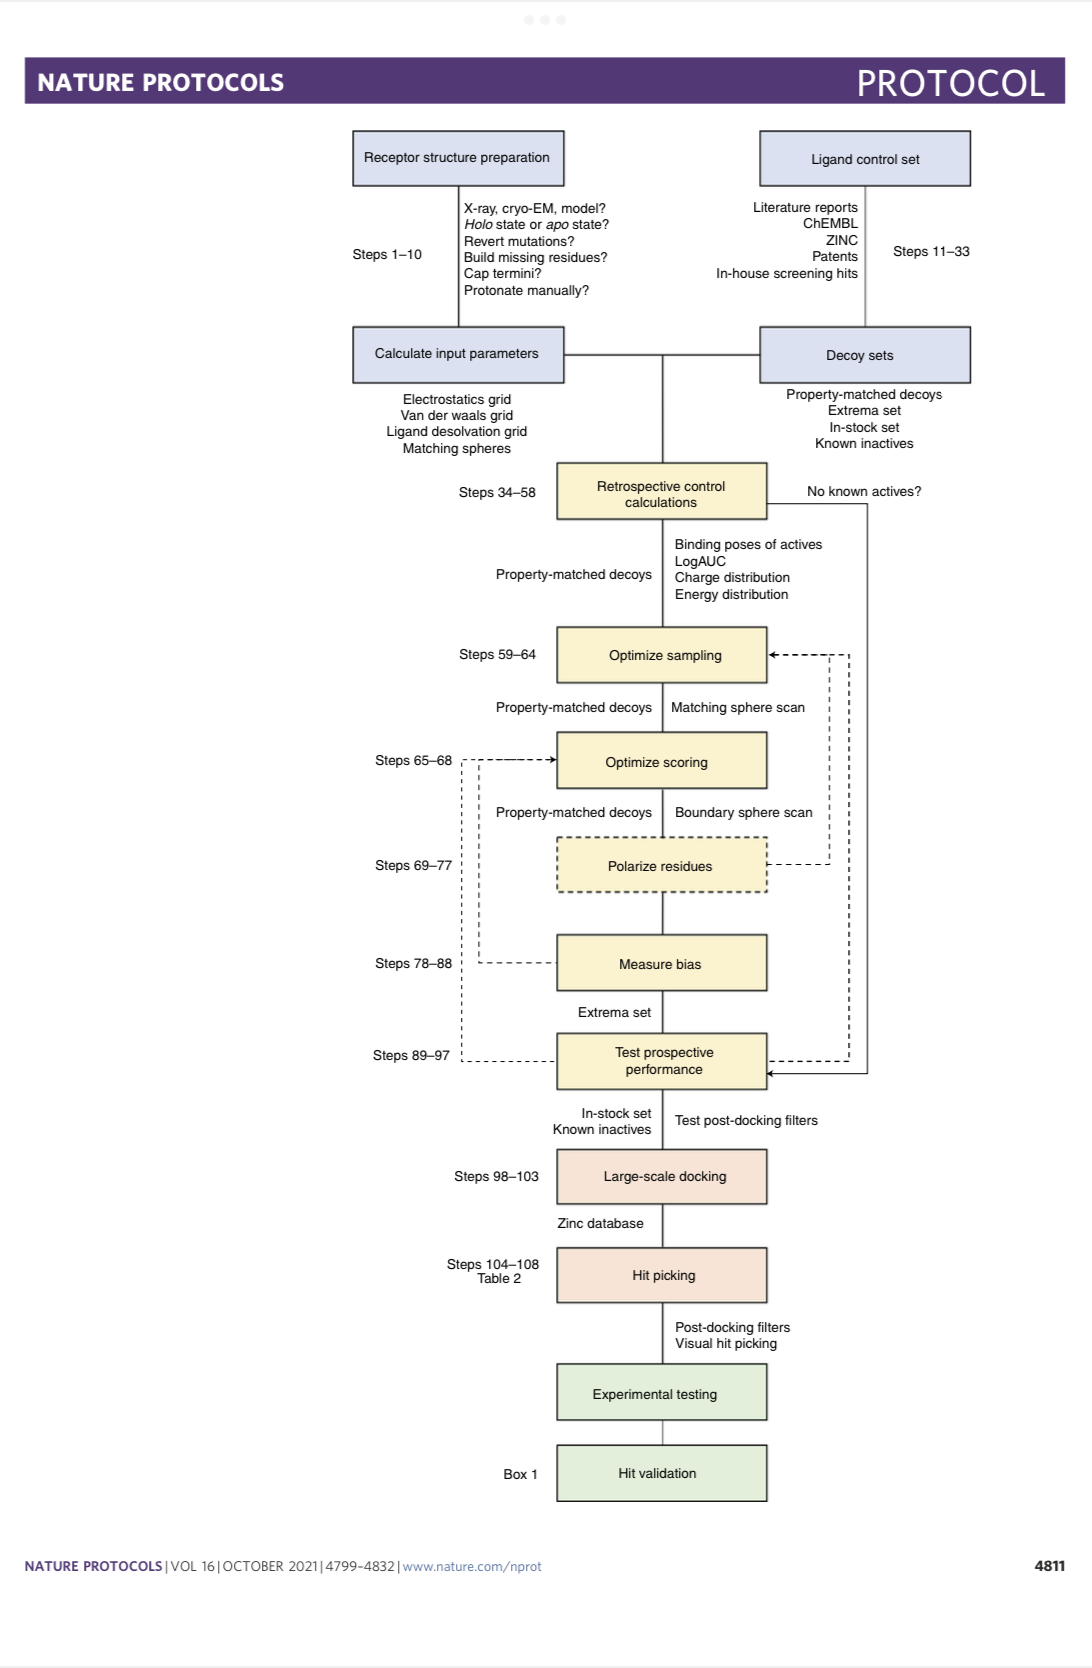 NATURE PROTOCOLS
PROTOCOL
Receptor structure preparation
Ligand control set
X-ray, cryo-EM, model?
Holo state or apo state?
Revert mutations?
Build missing residues?
Cap termini?
Protonate manually?
Steps 1–10
Literature reports
ChEMBL
ZINC
Patents
In-house screening hits
Steps 11–33
Calculate input parameters
Decoy sets
Electrostatics grid
Van der waals grid
Ligand desolvation grid
Matching spheres
Property-matched decoys
Extrema set
In-stock set
Known inactives
Steps 34–58
Retrospective control
calculations
No known actives?
Property-matched decoys
Binding poses of actives
LogAUC
Charge distribution
Energy distribution
Steps 59–64
Optimize sampling
Property-matched decoys
Matching sphere scan
Steps 65–68
Optimize scoring
Property-matched decoys
Boundary sphere scan
Steps 69–77
Polarize residues
Steps 78–88
Measure bias
Extrema set
Steps 89–97
Test prospective
performance
In-stock set
Known inactives
Test post-docking filters
Steps 98–103
Large-scale docking
Zinc database
Steps 104–108
Table 2
Hit picking
Post-docking filters
Visual hit picking
Experimental testing
Box 1
Hit validation
NATURE PROTOCOLS | VOL 16 | OCTOBER 2021 | 4799–4832 | www.nature.com/nprot
4811